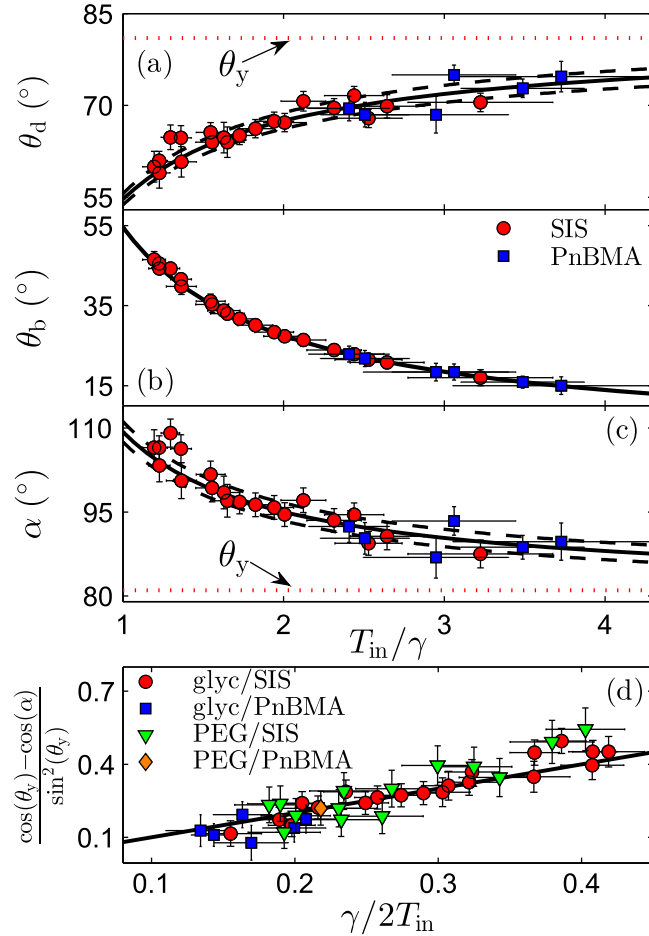 85
(a)
θy
θd (°)
70
55
55
SIS
PnBMA
35
θb (°)
15
(b)
110
(c)
α (°)
95
θy
80
1
2
3
4
Tin/γ
0.7
glyc/SIS
(d)
glyc/PnBMA
PEG/SIS
PEG/PnBMA
cos(θy)−cos(α)
sin²(θy)
0.4
0.1
0.1
0.2
0.3
0.4
γ/2Tin